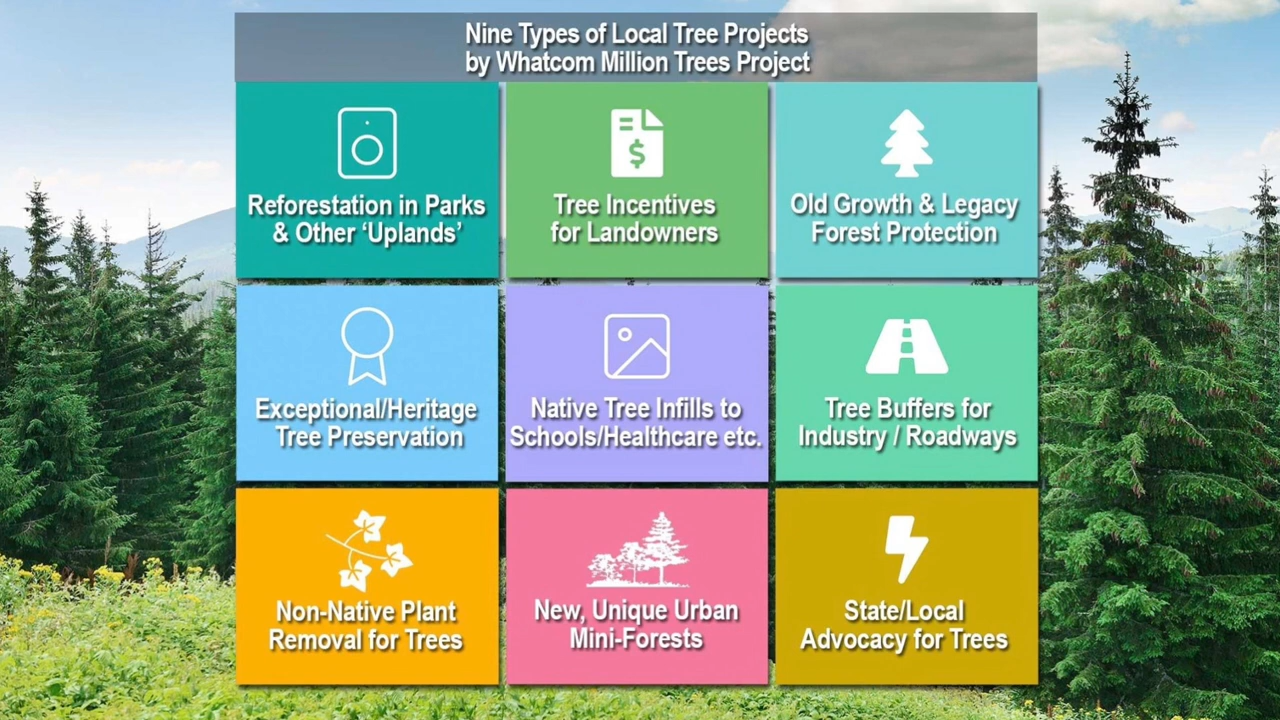 Nine Types of Local Tree Projects
by Whatcom Million Trees Project
Reforestation in Parks
& Other ‘Uplands’
Tree Incentives
for Landowners
Old Growth & Legacy
Forest Protection
Exceptional/Heritage
Tree Preservation
Native Tree Infills to
Schools/Healthcare etc.
Tree Buffers for
Industry / Roadways
Non-Native Plant
Removal for Trees
New, Unique Urban
Mini-Forests
State/Local
Advocacy for Trees
$